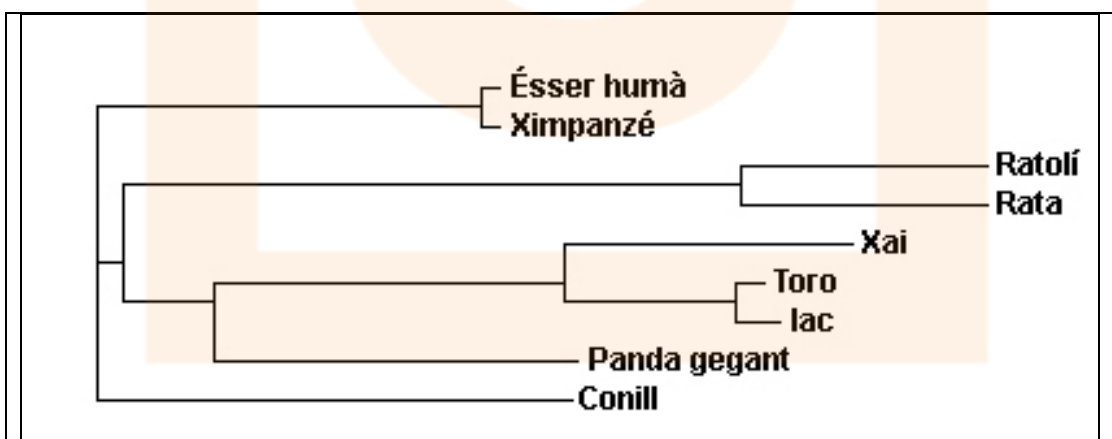 Ésser humà
Ximpanzé
Ratolí
Rata
Xai
Toro
Iac
Panda gegant
Conill